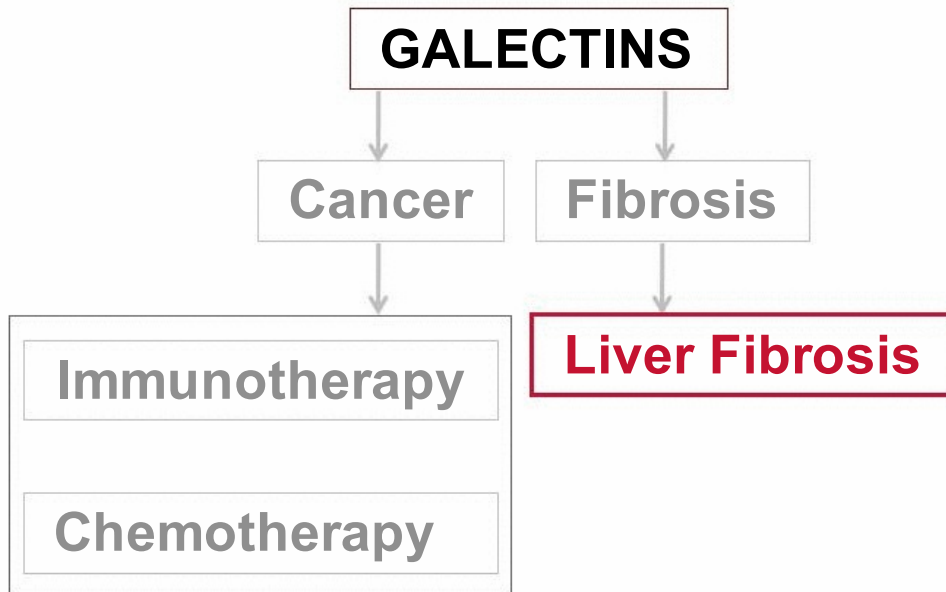 GALECTINS
Cancer
Fibrosis
Liver Fibrosis
Immunotherapy
Chemotherapy